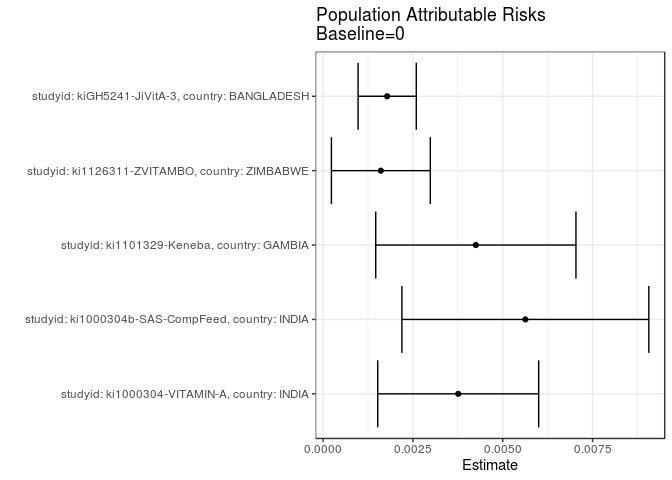 Population Attributable Risks
Baseline=0
studyid: kiGH5241-JiVitA-3, country: BANGLADESH
studyid: ki1126311-ZVITAMBO, country: ZIMBABWE
studyid: ki1101329-Keneba, country: GAMBIA
studyid: ki1000304b-SAS-CompFeed, country: INDIA
studyid: ki1000304-VITAMIN-A, country: INDIA
0.0000 0.0025 0.0050 0.0075
Estimate